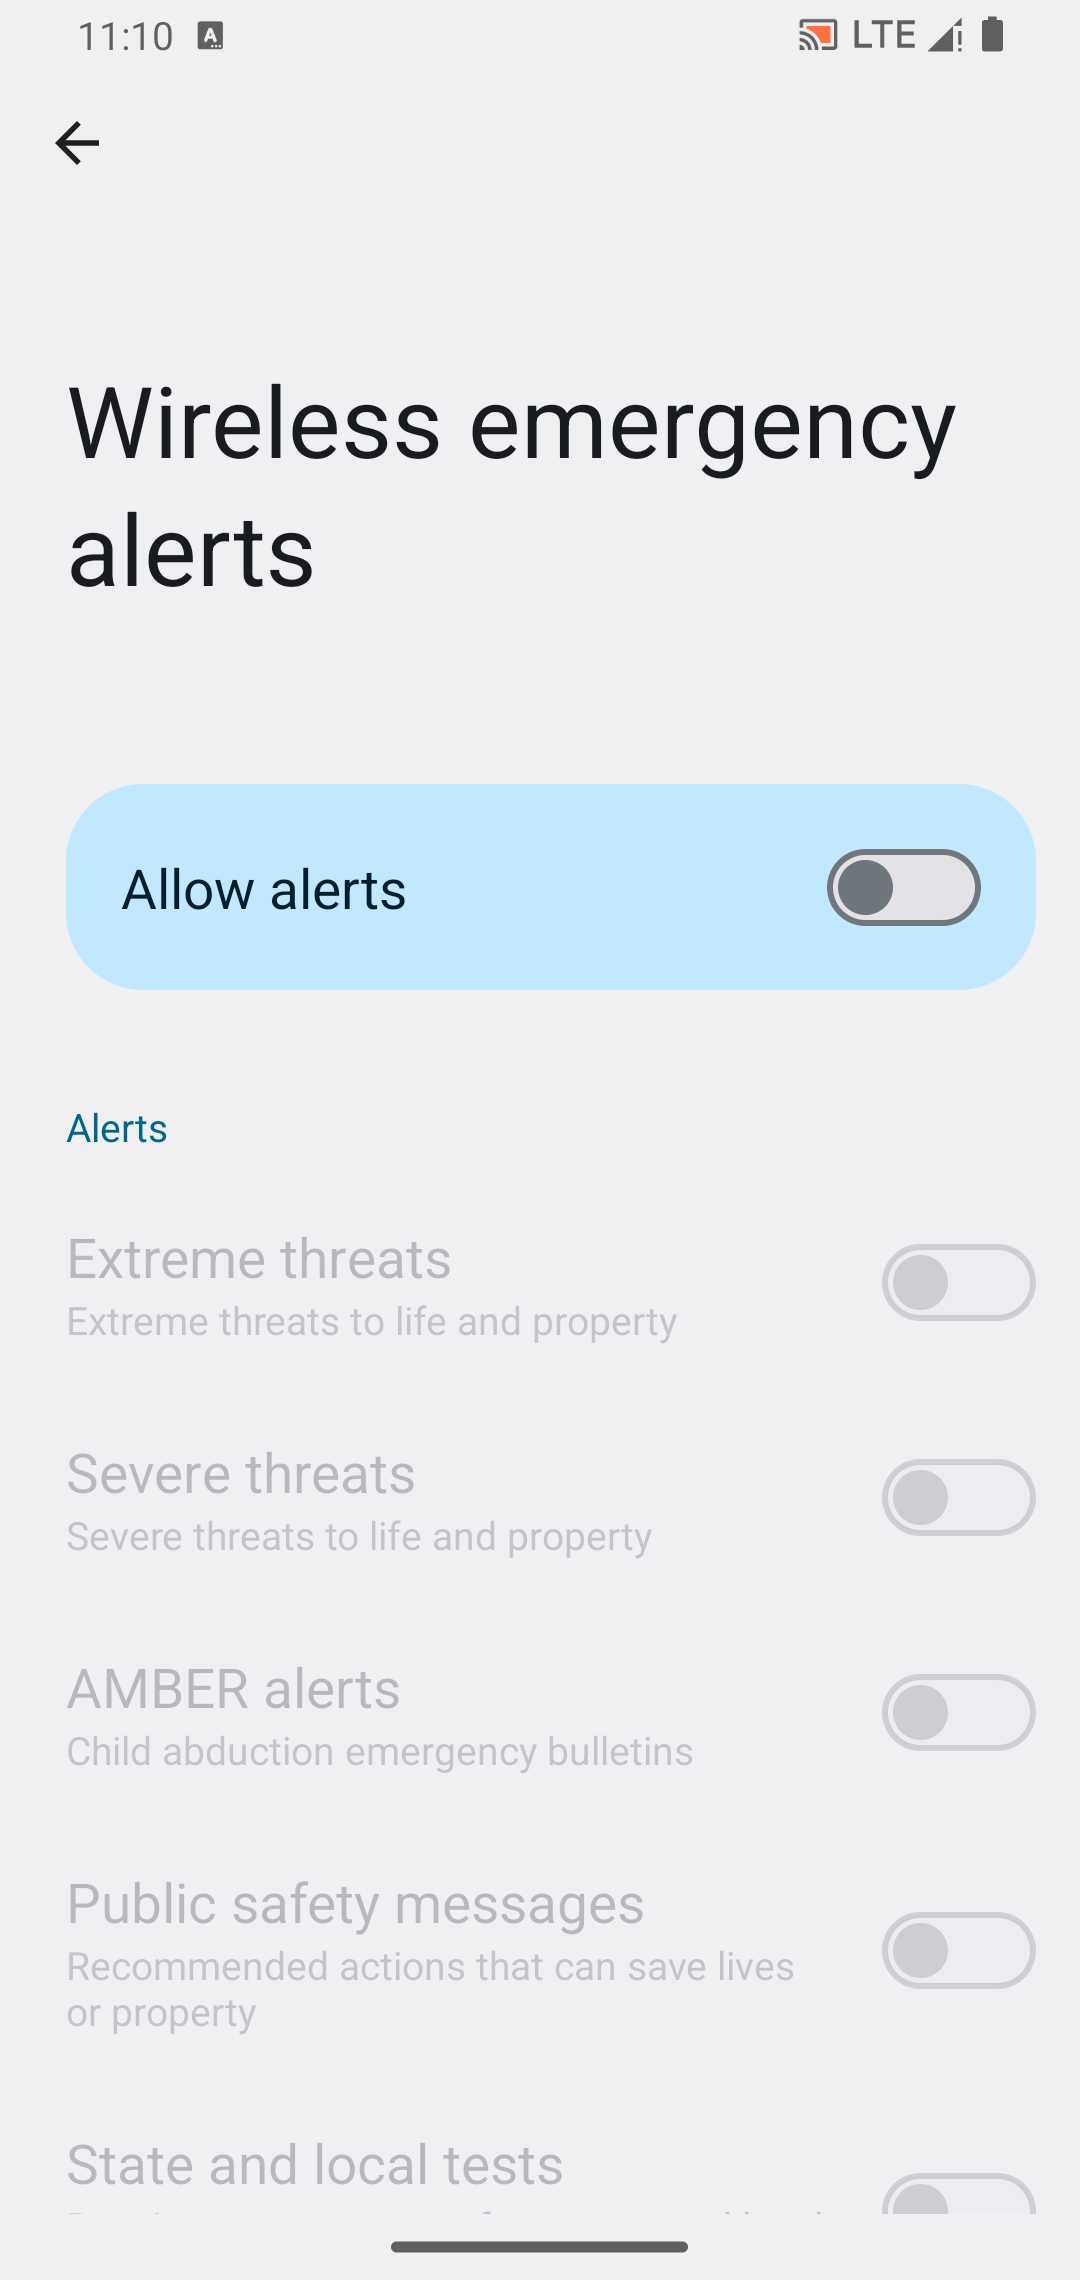 11:10
LTE
Wireless emergency
alerts
Allow alerts
Alerts
Extreme threats
Extreme threats to life and property
Severe threats
Severe threats to life and property
AMBER alerts
Child abduction emergency bulletins
Public safety messages
Recommended actions that can save lives
or property
State and local tests